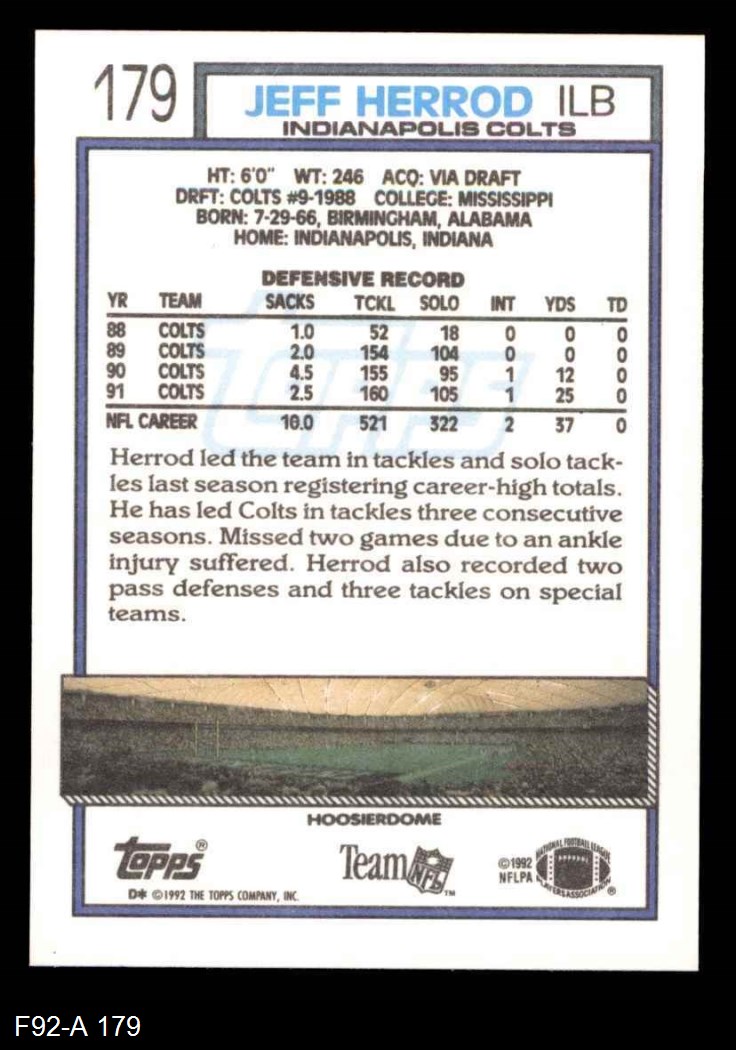 179
JEFF HERROD ILB
INDIANAPOLIS COLTS
HT: 6'0" WT: 246 ACQ: VIA DRAFT
DRFT: COLTS #9-1988 COLLEGE: MISSISSIPPI
BORN: 7-29-66, BIRMINGHAM, ALABAMA
HOME: INDIANAPOLIS, INDIANA
DEFENSIVE RECORD
YR TEAM SACKS TCKL SOLO INT YDS TD
88 COLTS 1.0 52 18 0 0 0
89 COLTS 2.0 154 104 0 0 0
90 COLTS 4.5 155 95 1 12 0
91 COLTS 2.5 160 105 1 25 0
NFL CAREER 10.0 521 322 2 37 0
TOPPS
Herrod led the team in tackles and solo tack-
les last season registering career-high totals.
He has led Colts in tackles three consecutive
seasons. Missed two games due to an ankle
injury suffered. Herrod also recorded two
pass defenses and three tackles on special
teams.
HOOSIERDOME
TOPPS®
Team NFL™
©1992
NFLPA
NATIONAL FOOTBALL LEAGUE
PLAYERS ASSOCIATION ®
D* ©1992 THE TOPPS COMPANY, INC.
F92-A 179